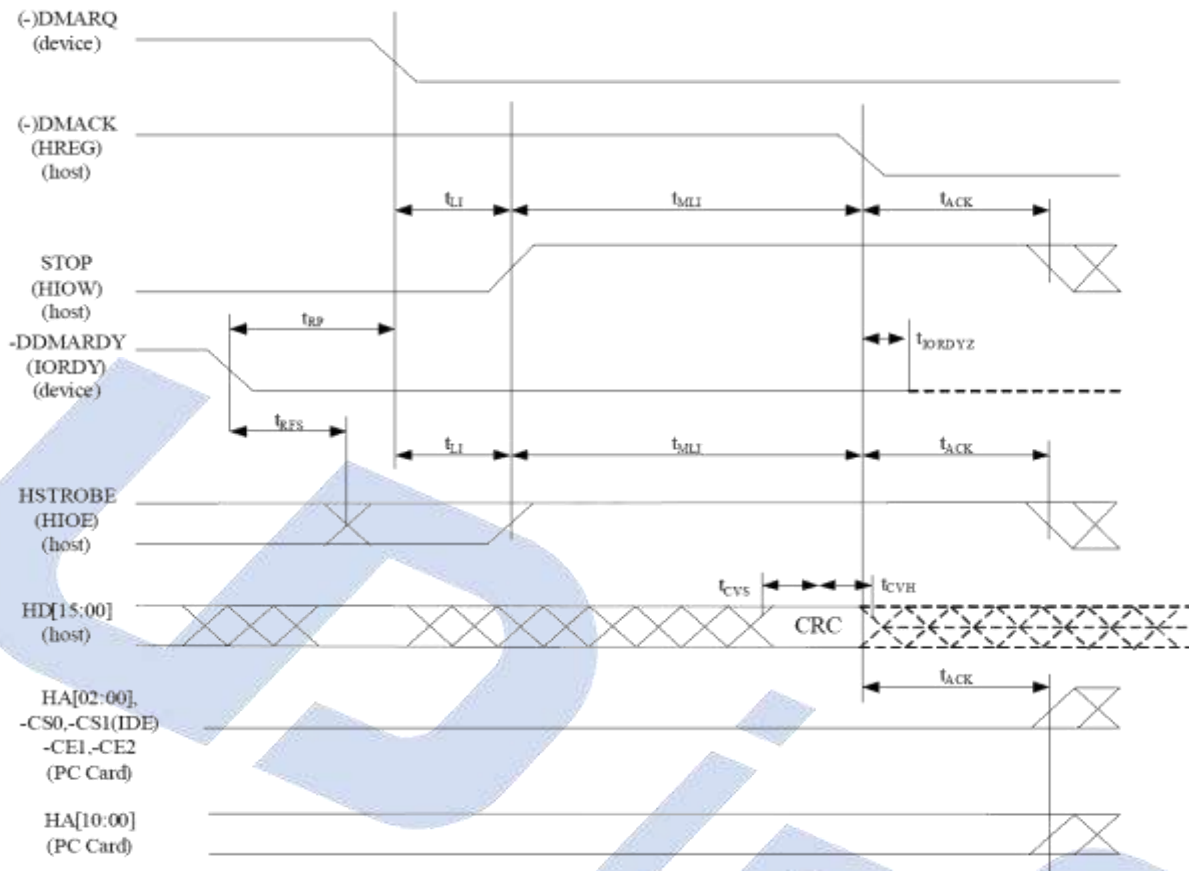 (-)DMARQ
(device)
(-)DMACK
(HREG)
(host)
tLI
tMLI
tACK
STOP
(HIOW)
(host)
tRP
-DDMARDY
(IORDY)
(device)
tIORDYZ
tRFS
tLI
tMLI
tACK
HSTROBE
(HIOE)
(host)
tCVS
tCVH
HD[15:00]
(host)
CRC
tACK
HA[02:00],
-CS0,-CS1(IDE)
-CE1,-CE2
(PC Card)
HA[10:00]
(PC Card)